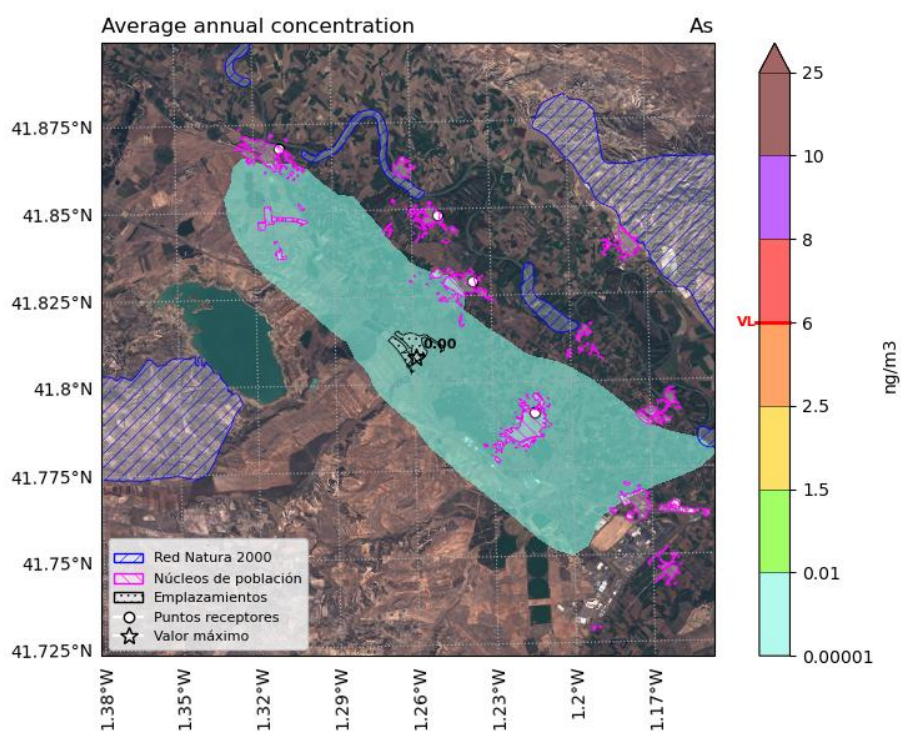 Average annual concentration
As
41.875°N
41.85°N
41.825°N
41.8°N
41.775°N
41.75°N
41.725°N
0.00
Red Natura 2000
Núcleos de población
Emplazamientos
Puntos receptores
Valor máximo
1.38°W
1.35°W
1.32°W
1.29°W
1.26°W
1.23°W
1.2°W
1.17°W
25
10
8
VL
6
2.5
1.5
0.01
0.00001
ng/m3